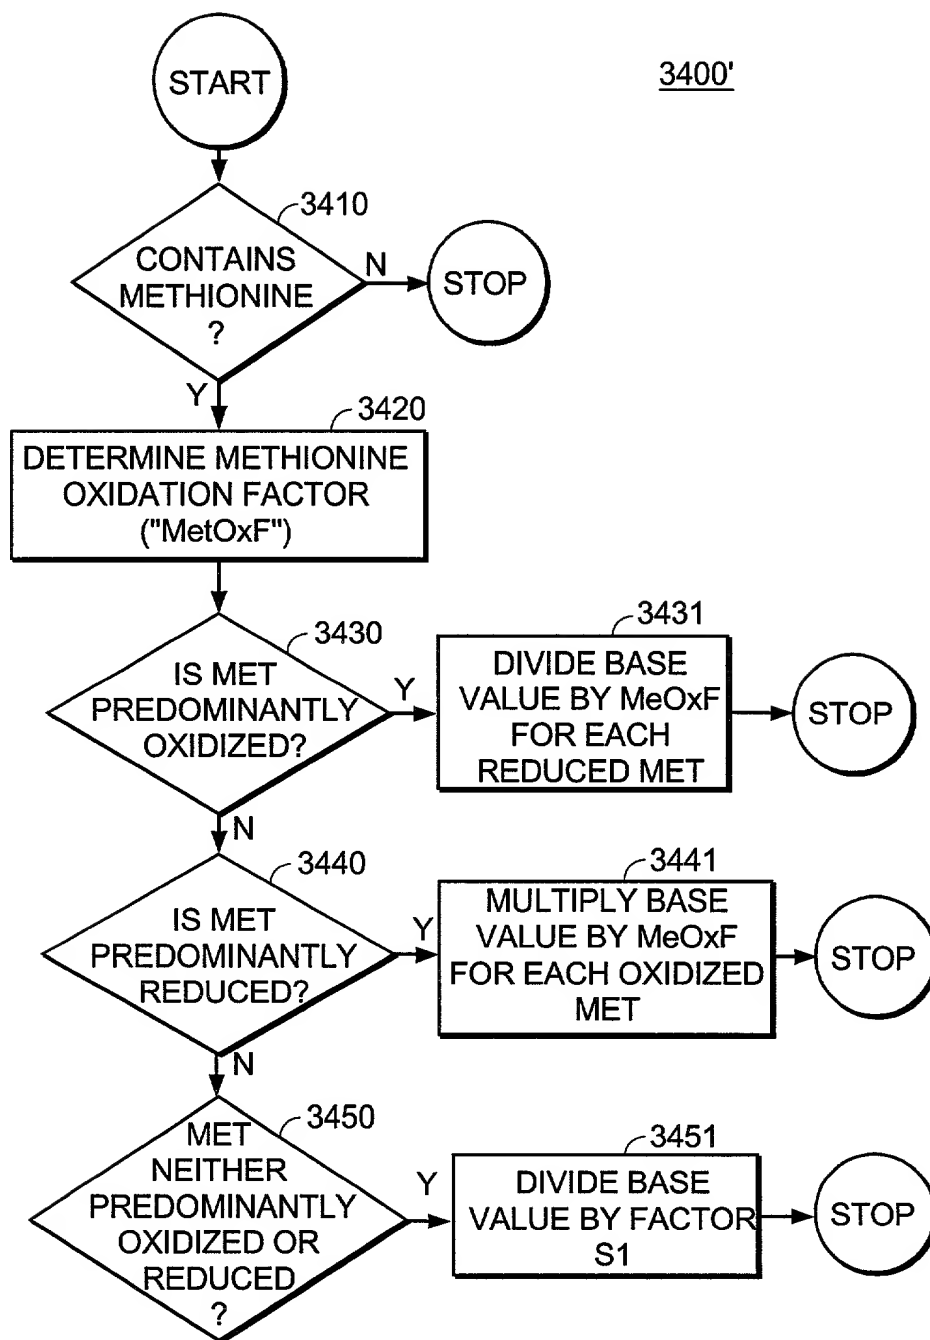 START
3400'
3410
CONTAINS
METHIONINE
?
N
STOP
Y
3420
DETERMINE METHIONINE
OXIDATION FACTOR
("MetOxF")
3430
IS MET
PREDOMINANTLY
OXIDIZED?
Y
3431
DIVIDE BASE
VALUE BY MeOxF
FOR EACH
REDUCED MET
STOP
N
3440
IS MET
PREDOMINANTLY
REDUCED?
Y
3441
MULTIPLY BASE
VALUE BY MeOxF
FOR EACH OXIDIZED
MET
STOP
N
3450
MET
NEITHER
PREDOMINANTLY
OXIDIZED OR
REDUCED
?
Y
3451
DIVIDE BASE
VALUE BY FACTOR
S1
STOP